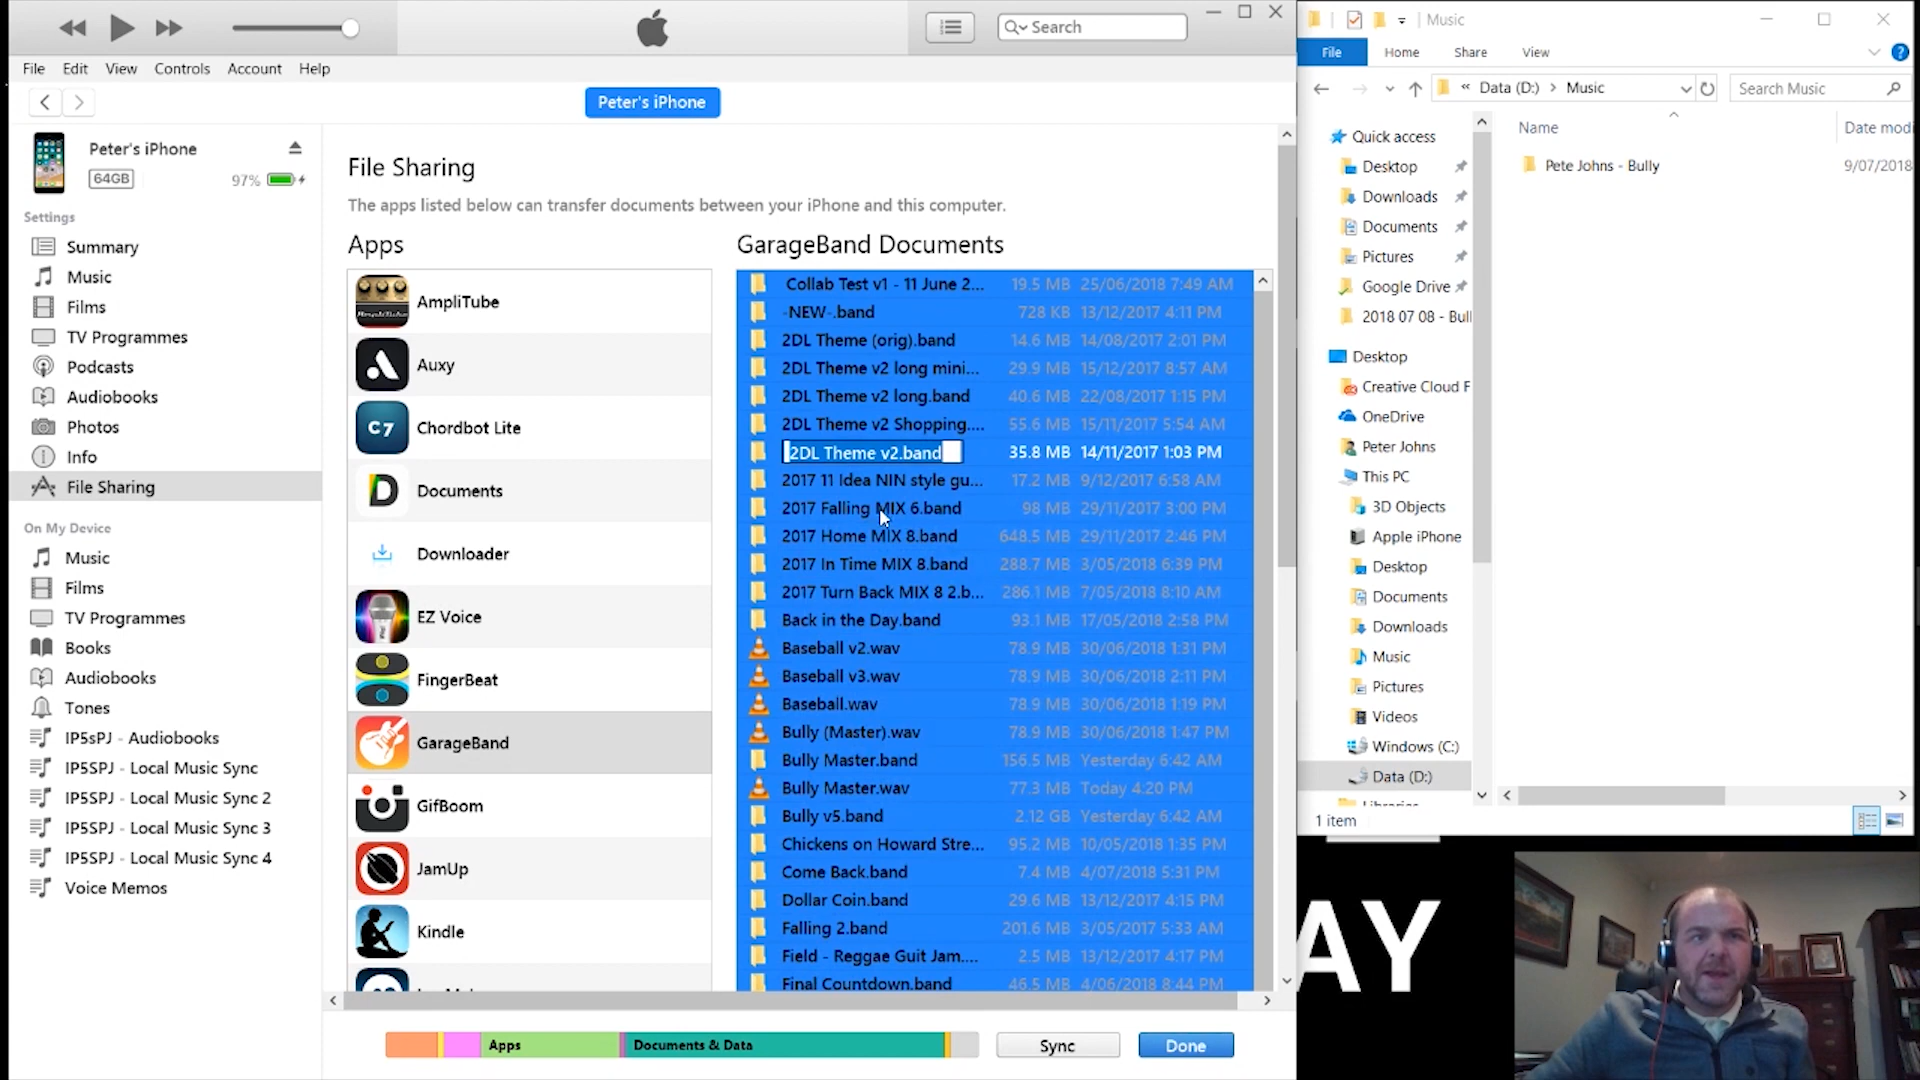 Search
File Edit View Controls Account Help
Peter's iPhone
Peter's iPhone
64GB
97%
Settings
Summary
Music
Films
TV Programmes
Podcasts
Audiobooks
Photos
Info
File Sharing
On My Device
Music
Films
TV Programmes
Books
Audiobooks
Tones
IP5sPJ - Audiobooks
IP5SPJ - Local Music Sync
IP5SPJ - Local Music Sync 2
IP5SPJ - Local Music Sync 3
IP5SPJ - Local Music Sync 4
Voice Memos
File Sharing
The apps listed below can transfer documents between your iPhone and this computer.
Apps
AmpliTube
Auxy
C7
Chordbot Lite
Documents
Downloader
EZ Voice
FingerBeat
GarageBand
GifBoom
JamUp
Kindle
GarageBand Documents
Collab Test v1 - 11 June 2... 19.5 MB 25/06/2018 7:49 AM
-NEW-.band 728 KB 13/12/2017 4:11 PM
2DL Theme (orig).band 14.6 MB 14/08/2017 2:01 PM
2DL Theme v2 long mini... 29.9 MB 15/12/2017 8:57 AM
2DL Theme v2 long.band 40.6 MB 22/08/2017 1:15 PM
2DL Theme v2 Shopping.... 55.6 MB 15/11/2017 5:54 AM
2DL Theme v2.band 35.8 MB 14/11/2017 1:03 PM
2017 11 Idea NIN style gu... 17.2 MB 9/12/2017 6:58 AM
2017 Falling MIX 6.band 98 MB 29/11/2017 3:00 PM
2017 Home MIX 8.band 648.5 MB 29/11/2017 2:46 PM
2017 In Time MIX 8.band 288.7 MB 3/05/2018 6:39 PM
2017 Turn Back MIX 8 2.b... 286.1 MB 7/05/2018 8:10 AM
Back in the Day.band 93.1 MB 17/05/2018 2:58 PM
Baseball v2.wav 78.9 MB 30/06/2018 1:31 PM
Baseball v3.wav 78.9 MB 30/06/2018 2:11 PM
Baseball.wav 78.9 MB 30/06/2018 1:19 PM
Bully (Master).wav 78.9 MB 30/06/2018 1:47 PM
Bully Master.band 156.5 MB Yesterday 6:42 AM
Bully Master.wav 77.3 MB Today 4:20 PM
Bully v5.band 2.12 GB Yesterday 6:42 AM
Chickens on Howard Stre... 95.2 MB 10/05/2018 1:35 PM
Come Back.band 7.4 MB 4/07/2018 5:31 PM
Dollar Coin.band 29.6 MB 13/12/2017 4:15 PM
Falling 2.band 201.6 MB 3/05/2018 5:33 AM
Field - Reggae Guit Jam.... 2.5 MB 13/12/2017 4:17 PM
Final Countdown.band 46.5 MB 4/06/2018 8:44 PM
Apps Documents & Data Sync Done
Music
File Home Share View
« Data (D:) > Music
Search Music
Quick access
Desktop
Downloads
Documents
Pictures
Google Drive
2018 07 08 - Bull
Desktop
Creative Cloud F
OneDrive
Peter Johns
This PC
3D Objects
Apple iPhone
Desktop
Documents
Downloads
Music
Pictures
Videos
Windows (C:)
Data (D:)
Name Date modi
Pete Johns - Bully 9/07/2018
1 item
AY